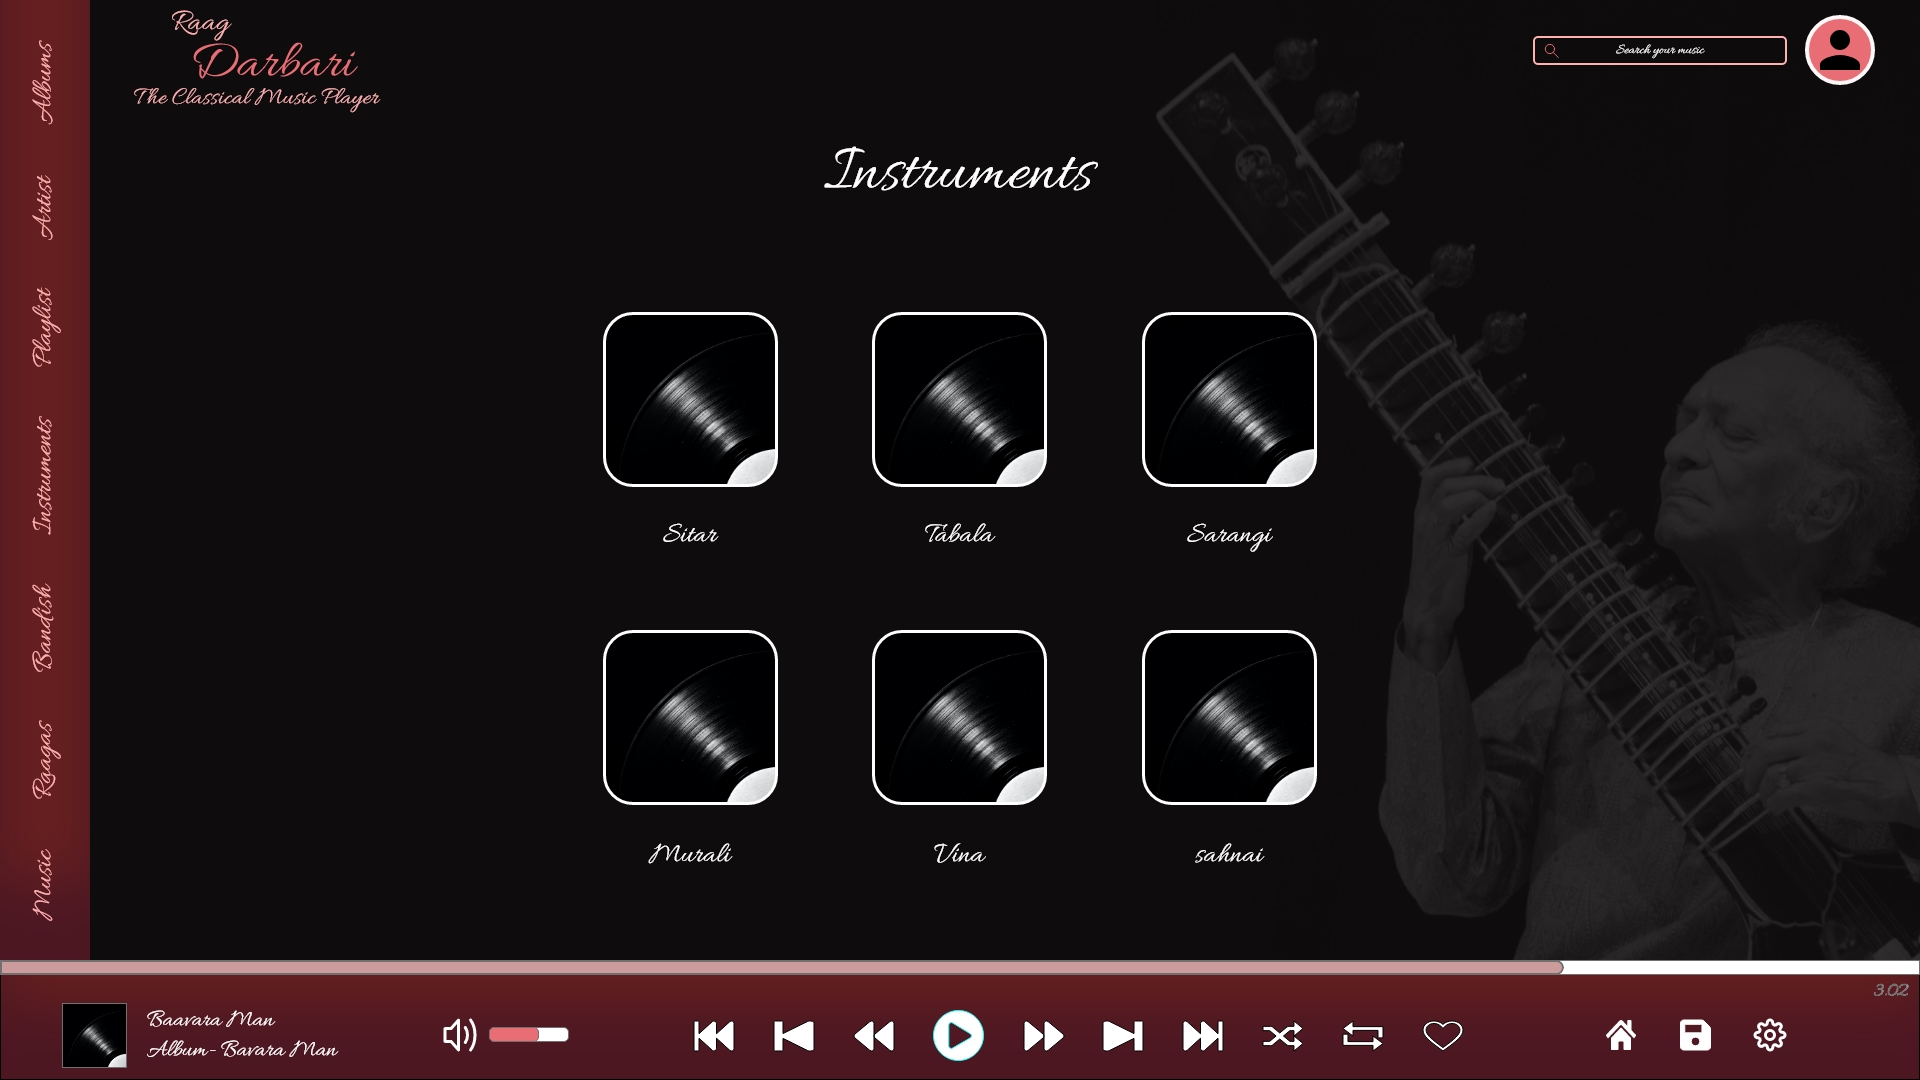 Raag
Darbari
The Classical Music Player
Search your music
Albums
Artist
Playlist
Instruments
Bandish
Raagas
Music
Instruments
Sitar
Tabala
Sarangi
Murali
Vina
sahnai
3.02
Baavara Man
Album- Bavara Man